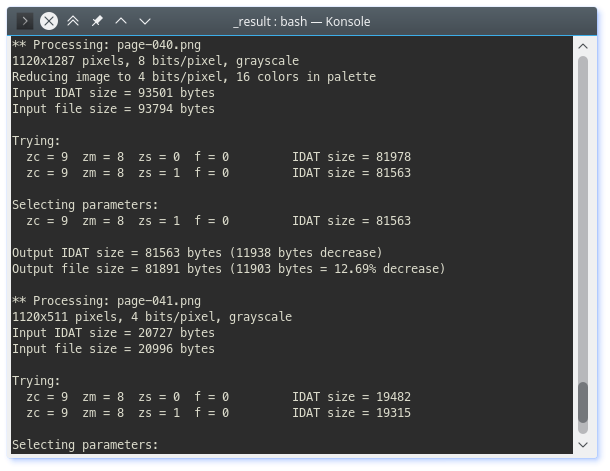 _result : bash — Konsole
** Processing: page-040.png
1120x1287 pixels, 8 bits/pixel, grayscale
Reducing image to 4 bits/pixel, 16 colors in palette
Input IDAT size = 93501 bytes
Input file size = 93794 bytes
Trying:
  zc = 9  zm = 8  zs = 0  f = 0         IDAT size = 81978
  zc = 9  zm = 8  zs = 1  f = 0         IDAT size = 81563
Selecting parameters:
  zc = 9  zm = 8  zs = 1  f = 0         IDAT size = 81563
Output IDAT size = 81563 bytes (11938 bytes decrease)
Output file size = 81891 bytes (11903 bytes = 12.69% decrease)
** Processing: page-041.png
1120x511 pixels, 4 bits/pixel, grayscale
Input IDAT size = 20727 bytes
Input file size = 20996 bytes
Trying:
  zc = 9  zm = 8  zs = 0  f = 0         IDAT size = 19482
  zc = 9  zm = 8  zs = 1  f = 0         IDAT size = 19315
Selecting parameters: